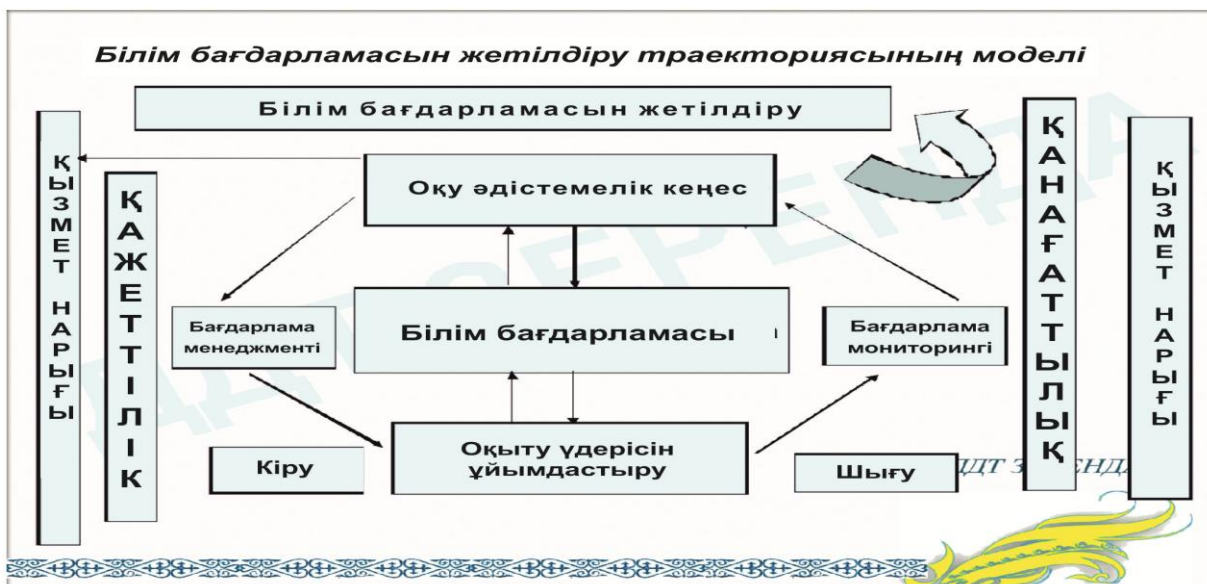 Білім бағдарламасын жетілдіру траекториясының моделі
Білім бағдарламасын жетілдіру
ҚЫЗМЕТ НАРЫҒЫ
ҚАЖЕТТІЛІК
Оқу әдістемелік кеңес
Бағдарлама
менеджменті
Білім бағдарламасы
Бағдарлама
мониторингі
Кіру
Оқыту үдерісін
ұйымдастыру
Шығу
ҚАНАҒАТТЫЛЫҚ
ҚЫЗМЕТ НАРЫҒЫ